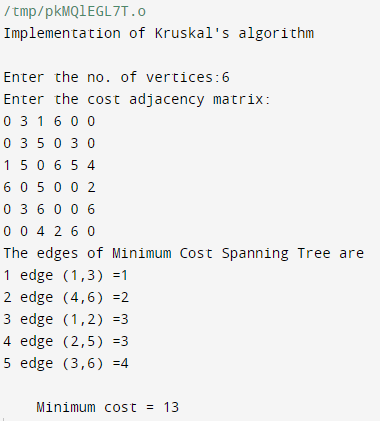 /tmp/pkMQlEGL7T.o
Implementation of Kruskal's algorithm
Enter the no. of vertices:6
Enter the cost adjacency matrix:
0 3 1 6 0 0
0 3 5 0 3 0
1 5 0 6 5 4
6 0 5 0 0 2
0 3 6 0 0 6
0 0 4 2 6 0
The edges of Minimum Cost Spanning Tree are
1 edge (1,3) =1
2 edge (4,6) =2
3 edge (1,2) =3
4 edge (2,5) =3
5 edge (3,6) =4
Minimum cost = 13